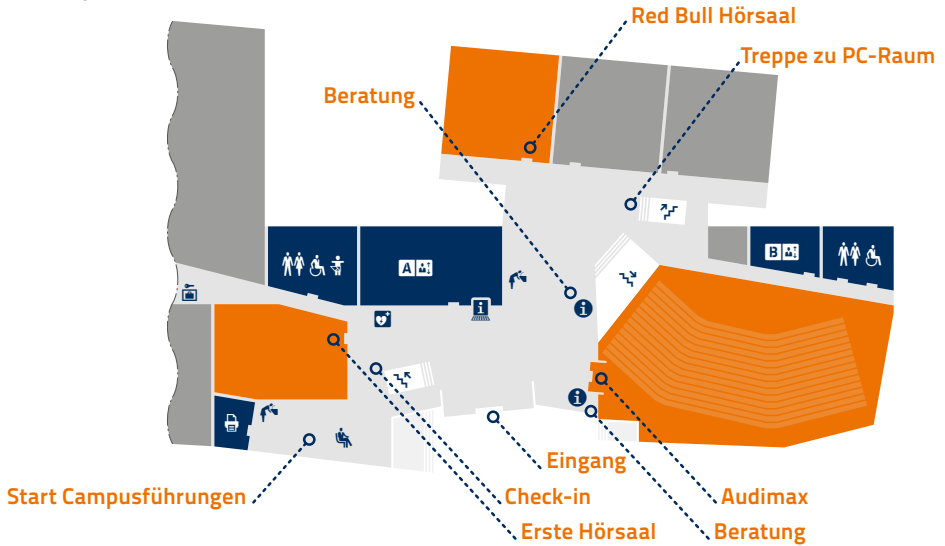 Red Bull Hörsaal
Treppe zu PC-Raum
Beratung
A
B
i
i
i
Eingang
Start Campusführungen
Check-in
Audimax
Erste Hörsaal
Beratung